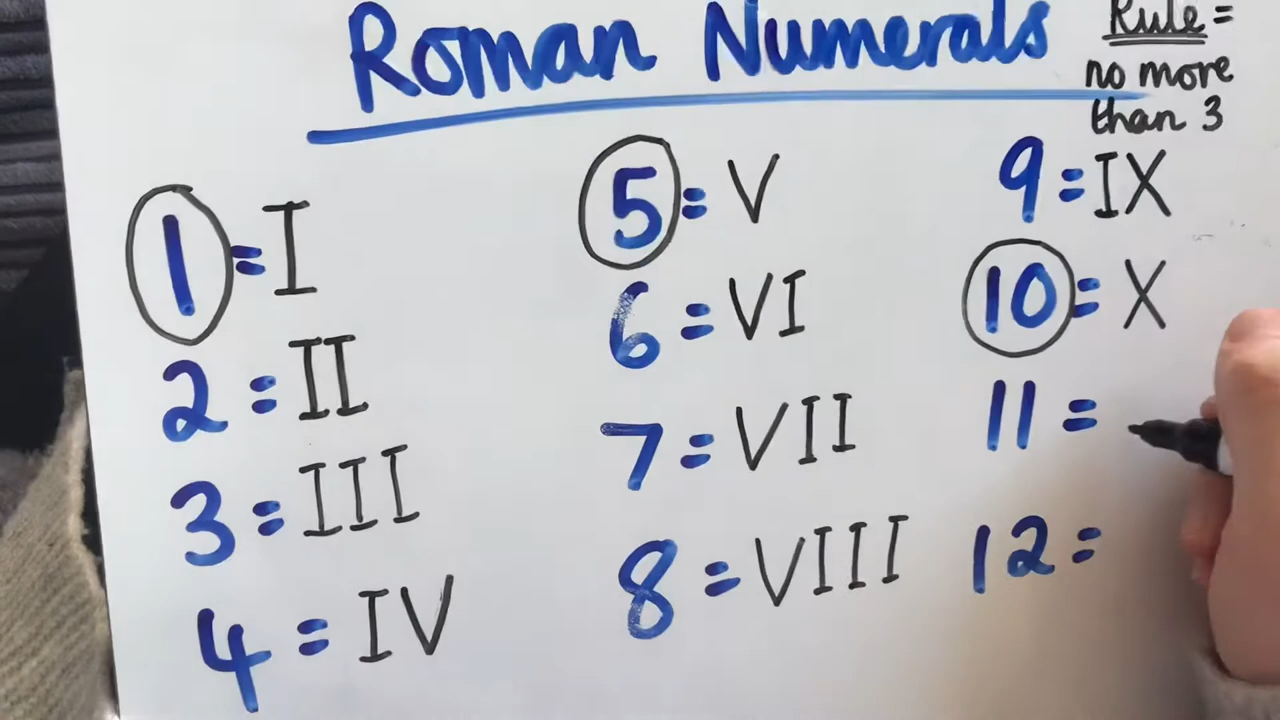 Roman Numerals
Rule =
no more
than 3
1 = I
2 = II
3 = III
4 = IV
5 = V
6 = VI
7 = VII
8 = VIII
9 = IX
10 = X
11 =
12 =